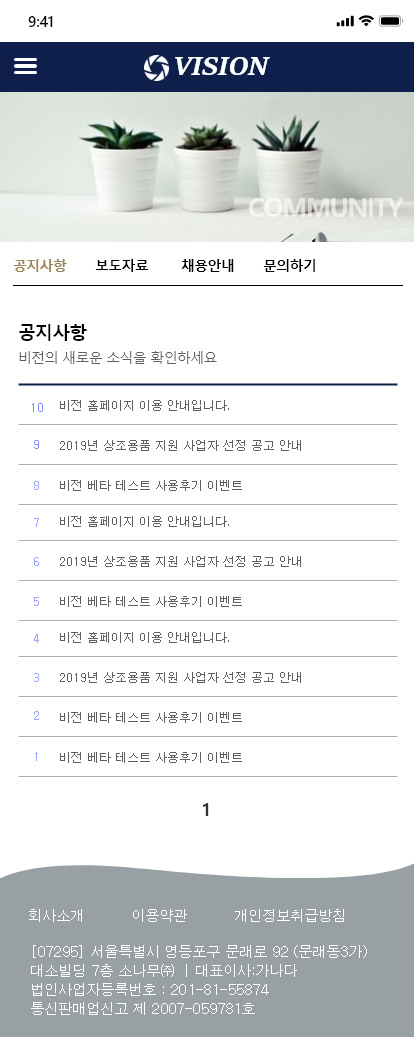 9:41
VISION
COMMUNITY
공지사항 보도자료 채용안내 문의하기
공지사항
비전의 새로운 소식을 확인하세요
10 비전 홈페이지 이용 안내입니다.
9 2019년 상조용품 지원 사업자 선정 공고 안내
8 비전 베타 테스트 사용후기 이벤트
7 비전 홈페이지 이용 안내입니다.
6 2019년 상조용품 지원 사업자 선정 공고 안내
5 비전 베타 테스트 사용후기 이벤트
4 비전 홈페이지 이용 안내입니다.
3 2019년 상조용품 지원 사업자 선정 공고 안내
2 비전 베타 테스트 사용후기 이벤트
1 비전 베타 테스트 사용후기 이벤트
1
회사소개 이용약관 개인정보취급방침
[07295] 서울특별시 영등포구 문래로 92 (문래동3가)
대소빌딩 7층 소나무㈜ | 대표이사:가나다
법인사업자등록번호 : 201-81-55874
통신판매업신고 제 2007-059781호